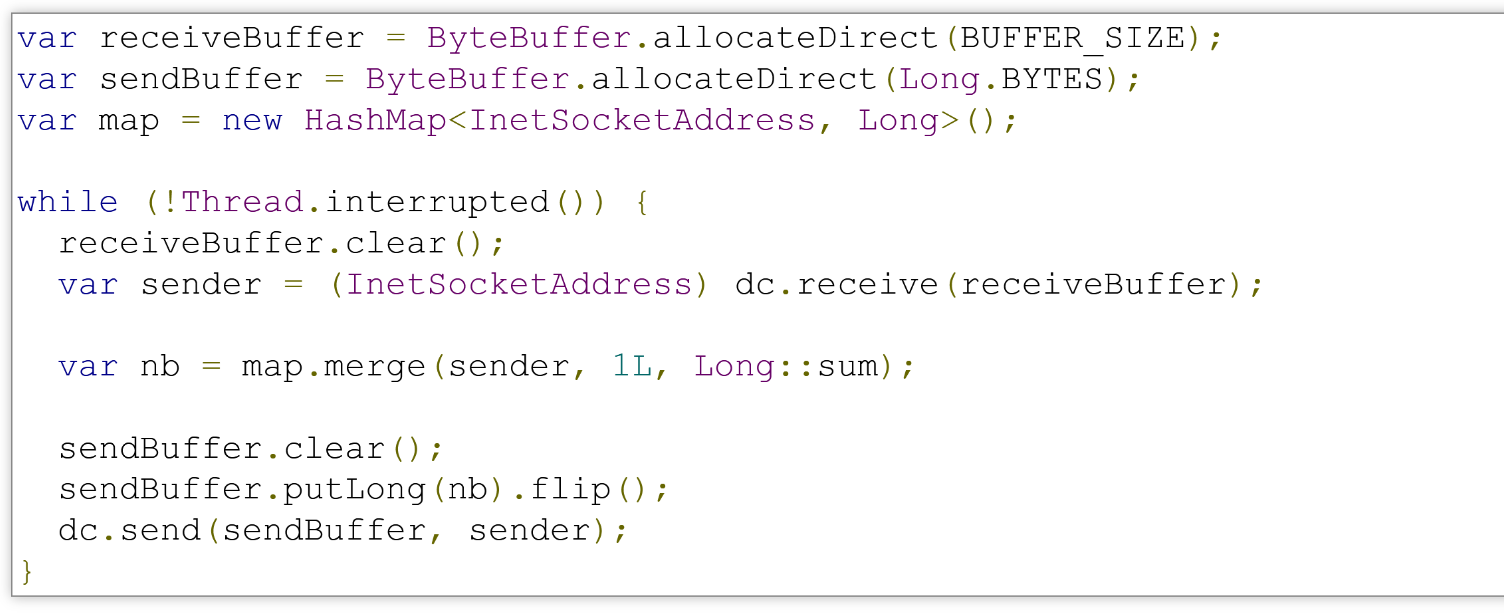 var receiveBuffer = ByteBuffer.allocateDirect(BUFFER_SIZE);
var sendBuffer = ByteBuffer.allocateDirect(Long.BYTES);
var map = new HashMap<InetSocketAddress, Long>();

while (!Thread.interrupted()) {
  receiveBuffer.clear();
  var sender = (InetSocketAddress) dc.receive(receiveBuffer);

  var nb = map.merge(sender, 1L, Long::sum);

  sendBuffer.clear();
  sendBuffer.putLong(nb).flip();
  dc.send(sendBuffer, sender);
}